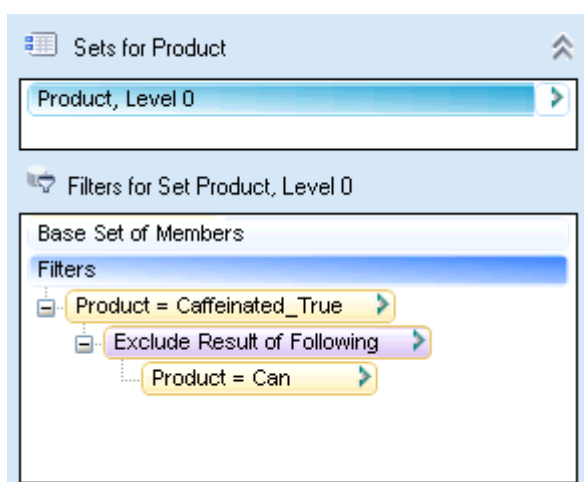 Sets for Product
Product, Level 0
Filters for Set Product, Level 0
Base Set of Members
Filters
Product = Caffeinated_True
Exclude Result of Following
Product = Can